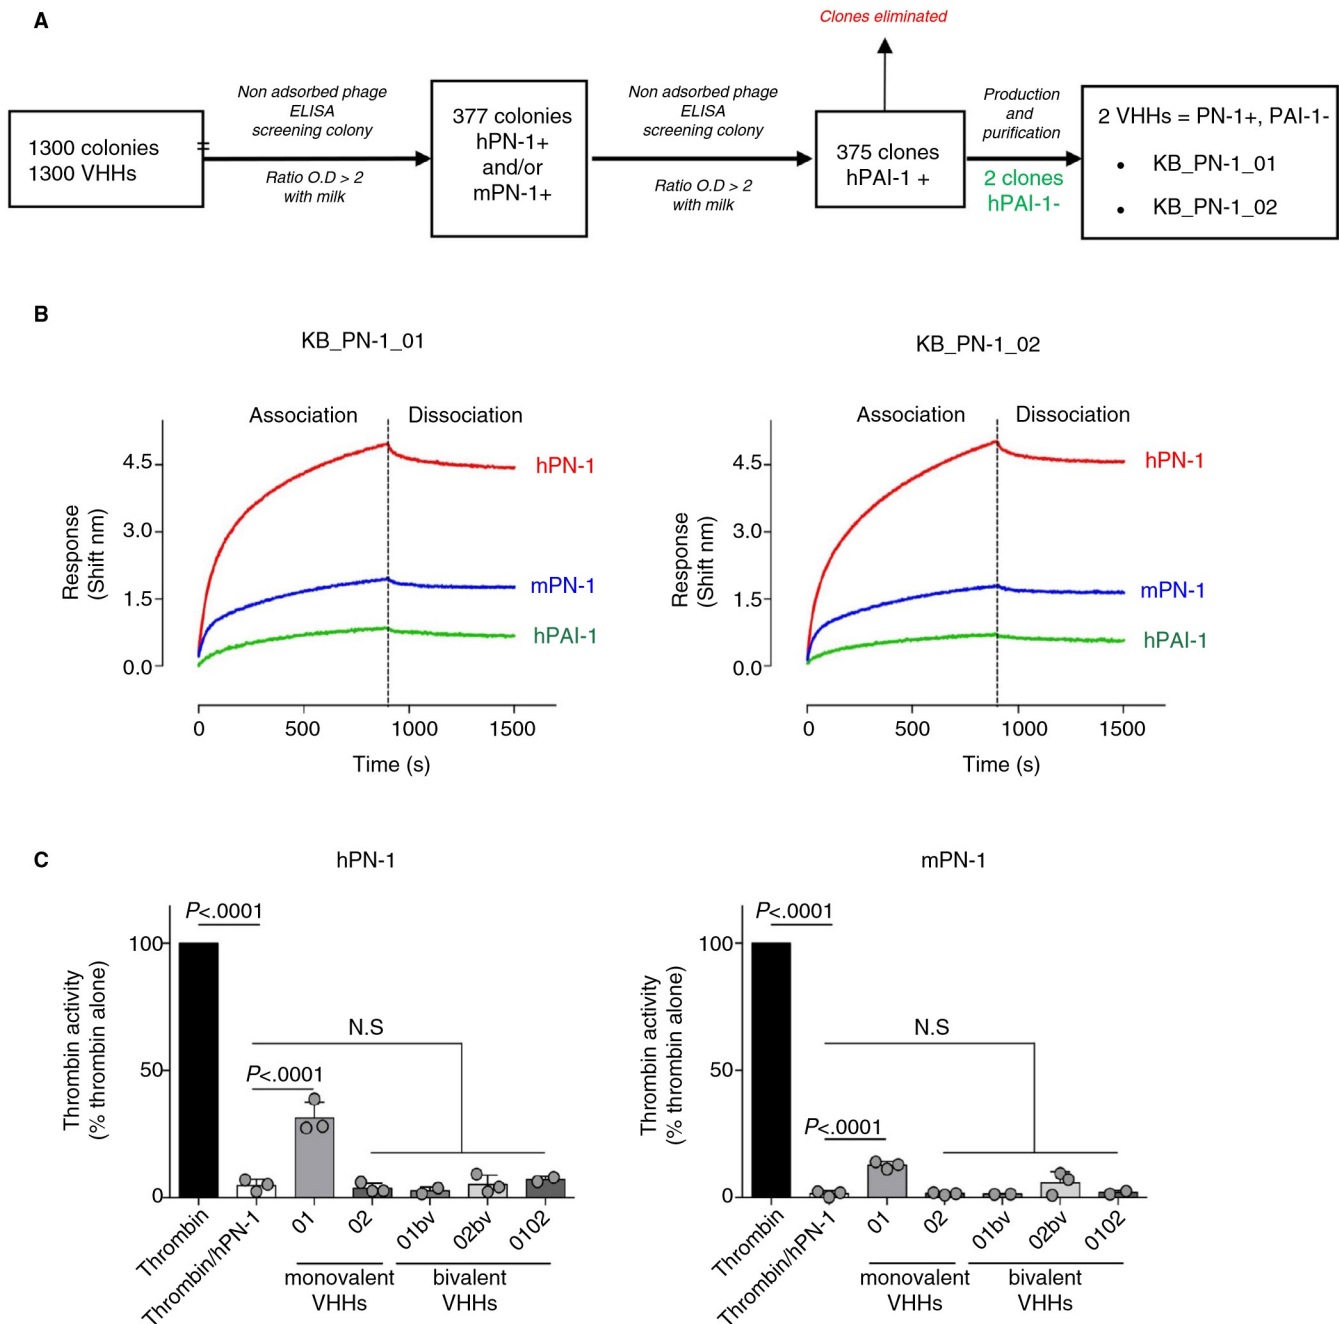 A
Clones eliminated
1300 colonies
1300 VHHs
Non adsorbed phage
ELISA
screening colony
Ratio O.D > 2
with milk
377 colonies
hPN-1+
and/or
mPN-1+
Non adsorbed phage
ELISA
screening colony
Ratio O.D > 2
with milk
375 clones
hPAI-1 +
Production
and
purification
2 clones
hPAI-1-
2 VHHs = PN-1+, PAI-1-
• KB_PN-1_01
• KB_PN-1_02
B
KB_PN-1_01
Association Dissociation
Response
(Shift nm)
4.5
3.0
1.5
0.0
hPN-1
mPN-1
hPAI-1
0 500 1000 1500
Time (s)
KB_PN-1_02
Association Dissociation
Response
(Shift nm)
4.5
3.0
1.5
0.0
hPN-1
mPN-1
hPAI-1
0 500 1000 1500
Time (s)
C
hPN-1
Thrombin activity
(% thrombin alone)
100
50
0
P<.0001
N.S
P<.0001
Thrombin
Thrombin/hPN-1
01
02
01bv
02bv
0102
monovalent
VHHs
bivalent
VHHs
mPN-1
Thrombin activity
(% thrombin alone)
100
50
0
P<.0001
N.S
P<.0001
Thrombin
Thrombin/hPN-1
01
02
01bv
02bv
0102
monovalent
VHHs
bivalent
VHHs